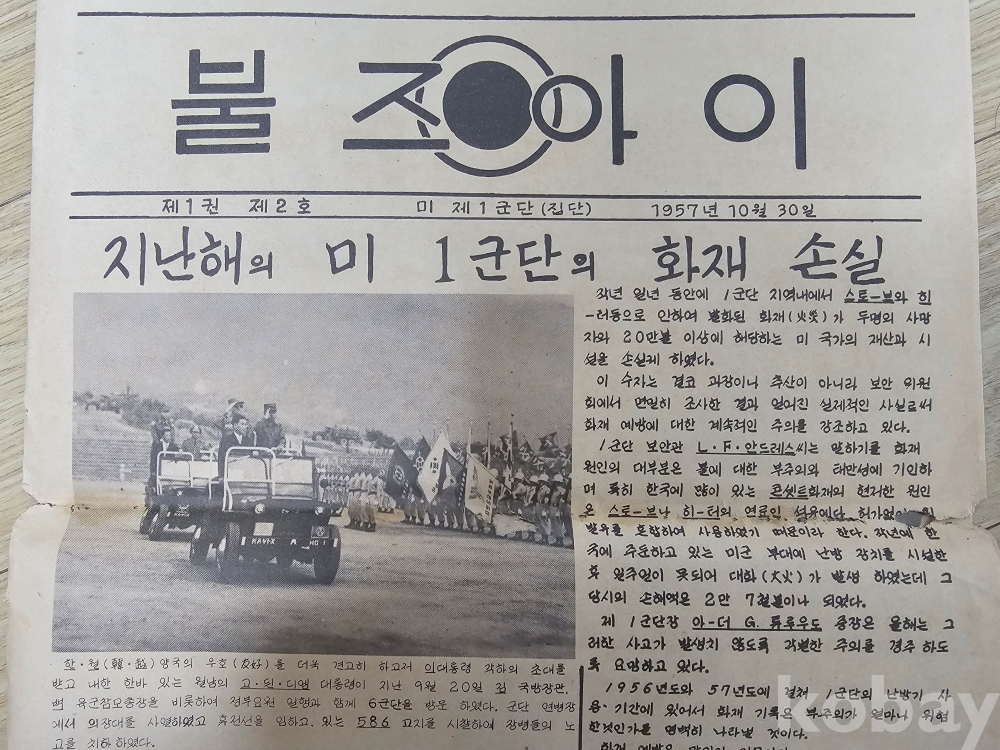 불조아이
제1권 제2호 미 제1군단(집단) 1957년 10월 30일
지난해의 미 1군단의 화재 손실
작년 일년 동안에 1군단 지역내에서 스토-브와 히
-러등으로 인하여 발화된 화재(火災)가 두명의 사망
자와 20만불 이상에 해당하는 미 국가의 재산과 시
설을 손실케 하였다.
이 수자는 결코 과장이나 추산이 아니라 보안 위원
회에서 면밀히 조사한 결과 얻어진 실제적인 사실로써
화재 예방에 대한 계속적인 주의를 강조하고 있다.
1군단 보안관 L·F·안드레스씨는 말하기를 화재
원인의 대부분은 불에 대한 부주의와 태만성에 기인하
며 특히 한국에 많이 있는 콘셋트화재의 현저한 원인
은 스토-브나 히-터의 연료인 석유에단
발유를 혼합하여 사용하였기 때문이라 한다. 작년에 한
국에 주둔하고 있는 미군 부대에 난방 장치를 시설한
후 일주일이 못되어 대화(大火)가 발생 하였는데 그
당시의 손해액은 2만 7철불이나 되었다.
제 1군단장 아-더 G. 튜루우도 중장은 올해는 그
러한 사고가 발생치 않도록 각별한 주의를 경주 하도
록 요망하고 있다.
1956년도와 57년도에 걸쳐 1군단의 난방기 사
용·기간에 있어서 화재 기록은 부주의가 얼마나 위험
한것인가를 명백히 나타낼 것이다.
한·월(韓·越)양국의 우호(友好)를 더욱 견고히 하고저 이대통령 각하의 초대를
받고 내한 한바 있는 월남의 고·딘·디엠 대통령이 지난 9월 20일 김 국방장관,
백 육군참모총장을 비롯하여 정부요원 일행과 함께 6군단을 방문 하였다. 군단 연병장
에서 의장대를 사열하였고 휴전선을 임하고. 있는 586 고지를 시찰하여 장병들의 노
고를 치하 하였다.
KAVI-X A HQ 1
kobay